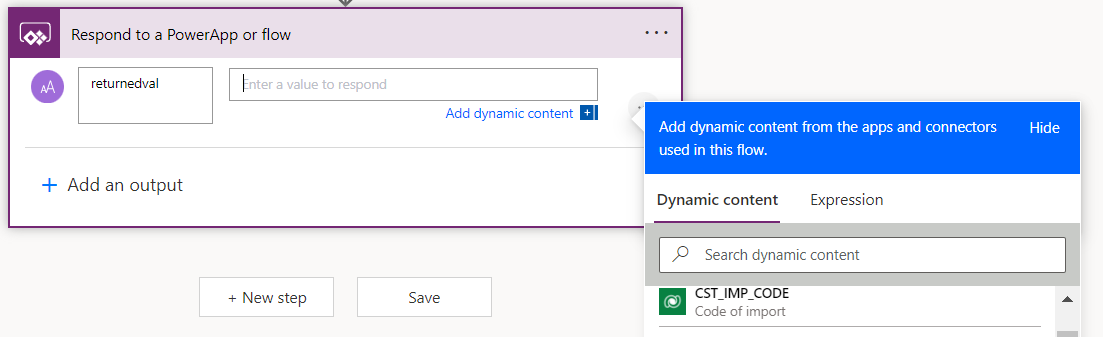 Respond to a PowerApp or flow
AA
returnedval
Enter a value to respond
Add dynamic content
Add an output
+ New step
Save
Add dynamic content from the apps and connectors
used in this flow.
Hide
Dynamic content
Expression
Search dynamic content
CST_IMP_CODE
Code of import